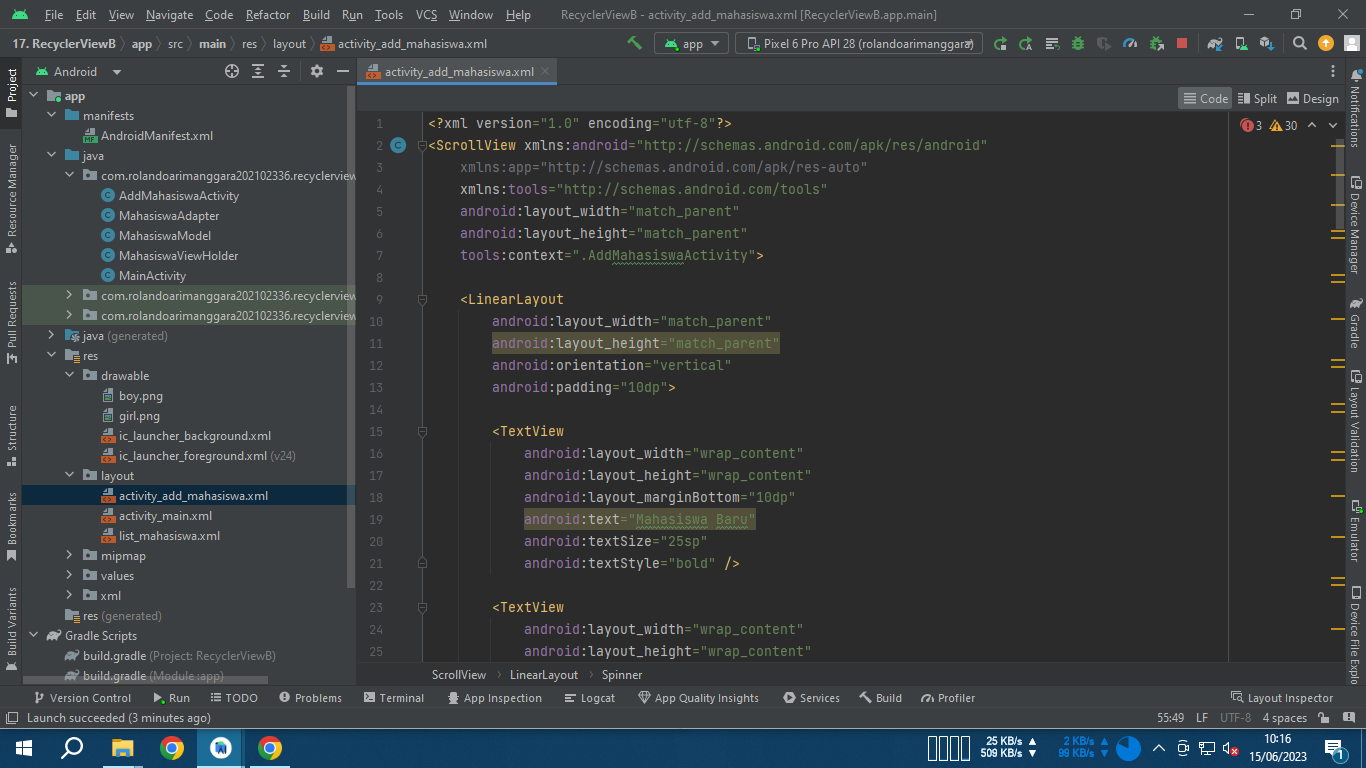 File Edit View Navigate Code Refactor Build Run Tools VCS Window Help RecyclerViewB - activity_add_mahasiswa.xml [RecyclerViewB.app.main]
17. RecyclerViewB app src main res layout activity_add_mahasiswa.xml app Pixel 6 Pro API 28 (rolandoarimanggara)
Android
activity_add_mahasiswa.xml
Code Split Design
Project
Resource Manager
Pull Requests
Structure
Bookmarks
Build Variants
app
manifests
AndroidManifest.xml
java
com.rolandoarimanggara202102336.recyclerview
AddMahasiswaActivity
MahasiswaAdapter
MahasiswaModel
MahasiswaViewHolder
MainActivity
com.rolandoarimanggara202102336.recyclerview
com.rolandoarimanggara202102336.recyclerview
java (generated)
res
drawable
boy.png
girl.png
ic_launcher_background.xml
ic_launcher_foreground.xml (v24)
layout
activity_add_mahasiswa.xml
activity_main.xml
list_mahasiswa.xml
mipmap
values
xml
res (generated)
Gradle Scripts
build.gradle (Project: RecyclerViewB)
build.gradle (Module :app)
1 <?xml version="1.0" encoding="utf-8"?>
2 <ScrollView xmlns:android="http://schemas.android.com/apk/res/android"
3 xmlns:app="http://schemas.android.com/apk/res-auto"
4 xmlns:tools="http://schemas.android.com/tools"
5 android:layout_width="match_parent"
6 android:layout_height="match_parent"
7 tools:context=".AddMahasiswaActivity">
8
9 <LinearLayout
10 android:layout_width="match_parent"
11 android:layout_height="match_parent"
12 android:orientation="vertical"
13 android:padding="10dp">
14
15 <TextView
16 android:layout_width="wrap_content"
17 android:layout_height="wrap_content"
18 android:layout_marginBottom="10dp"
19 android:text="Mahasiswa Baru"
20 android:textSize="25sp"
21 android:textStyle="bold" />
22
23 <TextView
24 android:layout_width="wrap_content"
25 android:layout_height="wrap_content"
3 30
Notifications
Device Manager
Gradle
Layout Validation
Emulator
Device File Explo
ScrollView LinearLayout Spinner
Version Control Run TODO Problems Terminal App Inspection Logcat App Quality Insights Services Build Profiler Layout Inspector
Launch succeeded (3 minutes ago) 55:49 LF UTF-8 4 spaces
25 KB/s 2 KB/s 10:16
509 KB/s 99 KB/s 15/06/2023 1